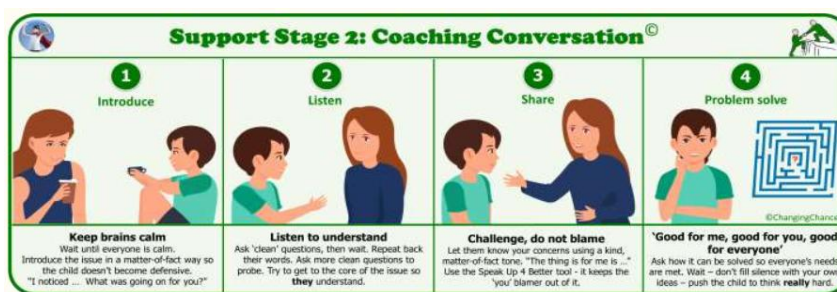 Support Stage 2: Coaching Conversation©
1
Introduce
2
Listen
3
Share
4
Problem solve
©ChangingChance
Keep brains calm
Wait until everyone is calm.
Introduce the issue in a matter-of-fact way so
the child doesn't become defensive.
"I noticed ... What was going on for you?"
Listen to understand
Ask 'clean' questions, then wait. Repeat back
their words. Ask more clean questions to
probe. Try to get to the core of the issue so
they understand.
Challenge, do not blame
Let them know your concerns using a kind,
matter-of-fact tone. "The thing is for me is ..."
Use the Speak Up 4 Better tool - it keeps the
'you' blamer out of it.
'Good for me, good for you, good
for everyone'
Ask how it can be solved so everyone's needs
are met. Wait – don't fill silence with your own
ideas – push the child to think really hard.